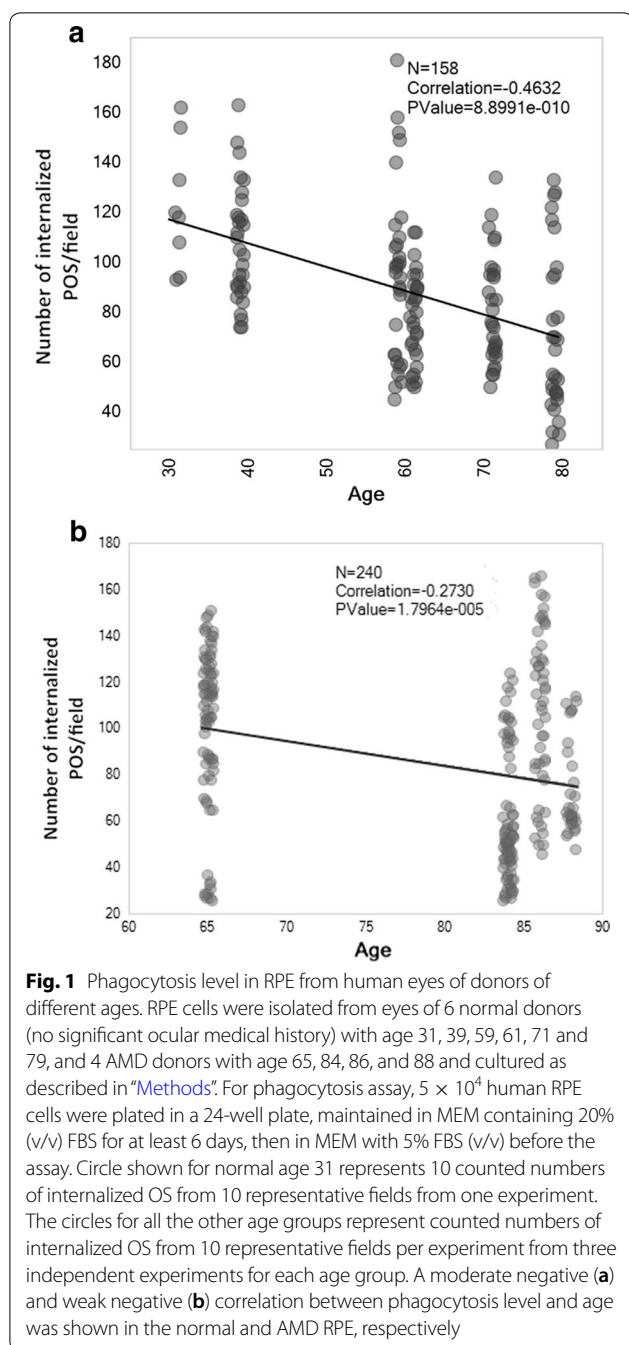 a
180
160
140
120
100
80
60
40
Number of internalized
POS/field
N=158
Correlation=-0.4632
PValue=8.8991e-010
30
40
50
60
70
80
Age
b
180
160
140
120
100
80
60
40
20
Number of internalized
POS/field
N=240
Correlation=-0.2730
PValue=1.7964e-005
60
65
70
75
80
85
90
Age
Fig. 1 Phagocytosis level in RPE from human eyes of donors of
different ages. RPE cells were isolated from eyes of 6 normal donors
(no significant ocular medical history) with age 31, 39, 59, 61, 71 and
79, and 4 AMD donors with age 65, 84, 86, and 88 and cultured as
described in “Methods”. For phagocytosis assay, 5 × 10⁴ human RPE
cells were plated in a 24-well plate, maintained in MEM containing 20%
(v/v) FBS for at least 6 days, then in MEM with 5% FBS (v/v) before the
assay. Circle shown for normal age 31 represents 10 counted numbers
of internalized OS from 10 representative fields from one experiment.
The circles for all the other age groups represent counted numbers of
internalized OS from 10 representative fields per experiment from three
independent experiments for each age group. A moderate negative (a)
and weak negative (b) correlation between phagocytosis level and age
was shown in the normal and AMD RPE, respectively